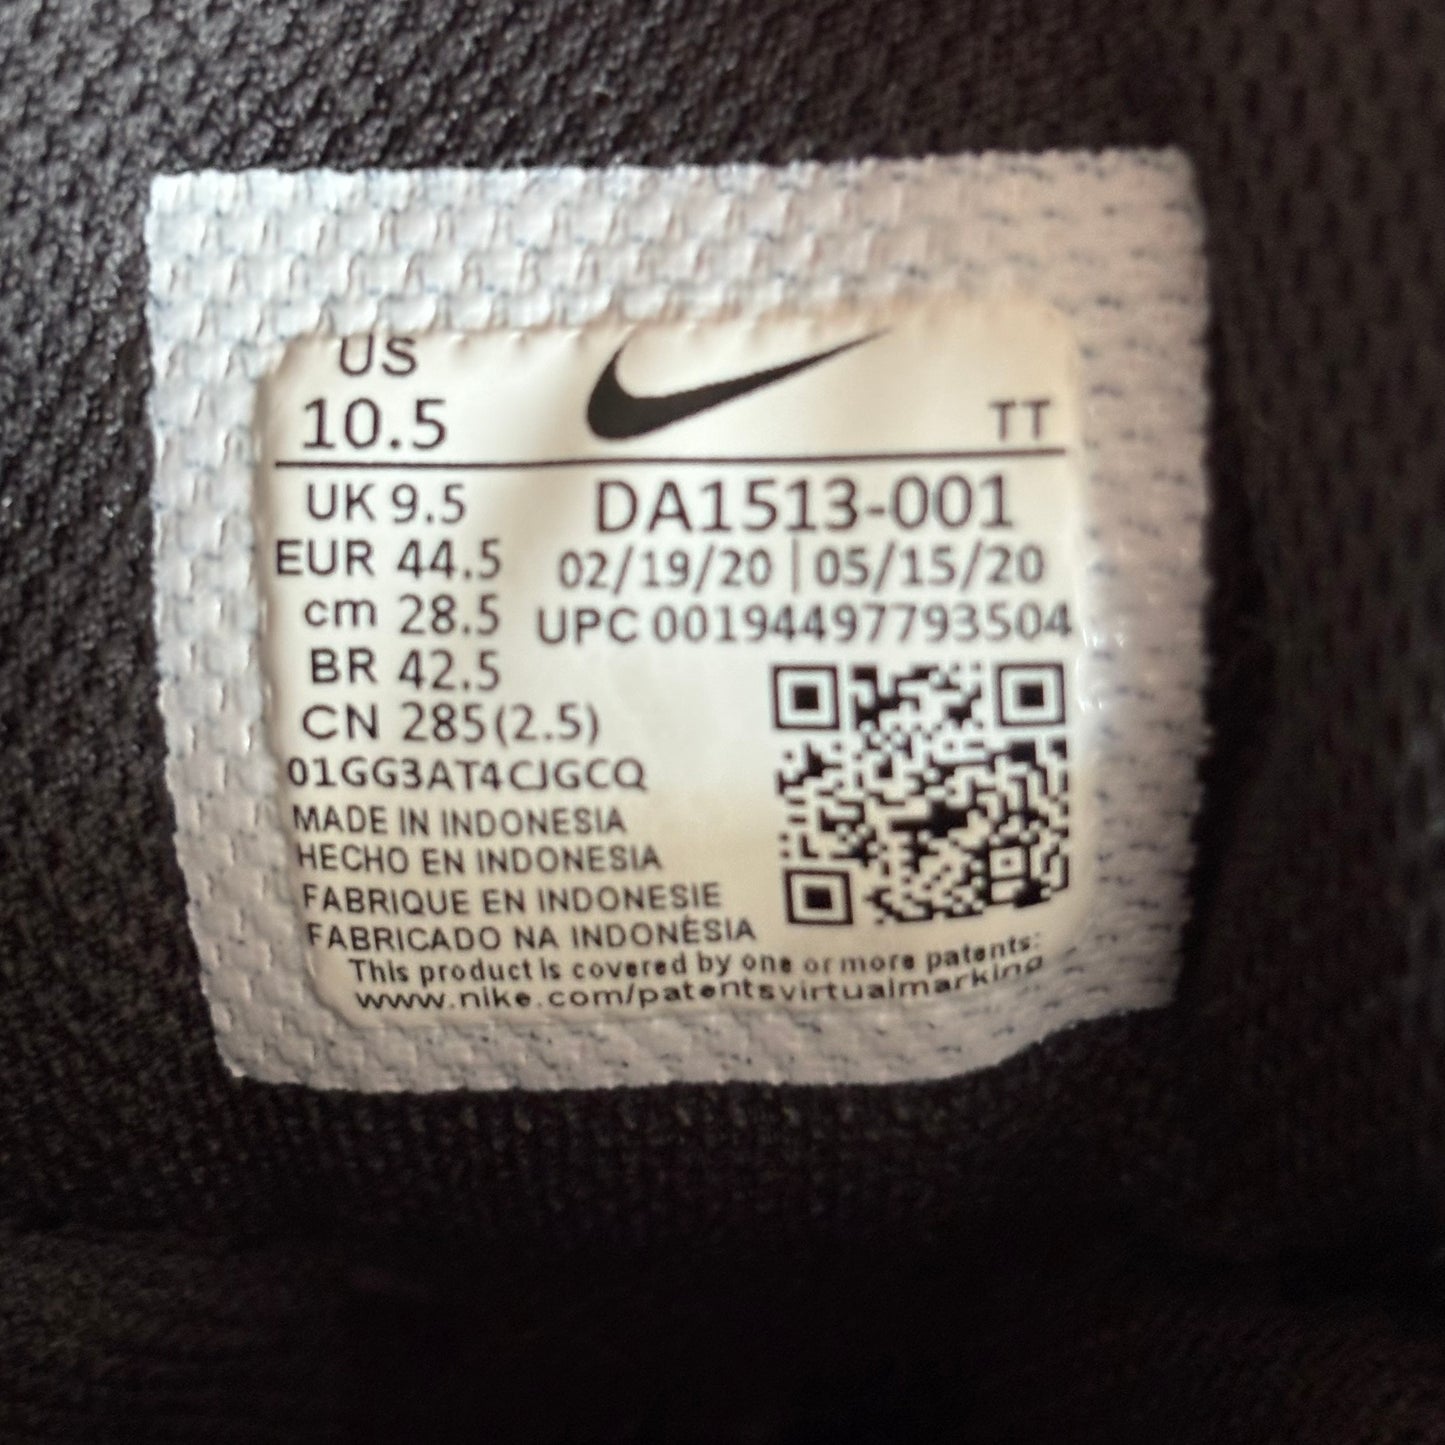 US
10.5 TT
UK 9.5 DA1513-001
EUR 44.5 02/19/20 | 05/15/20
cm 28.5 UPC 00194497793504
BR 42.5
CN 285(2.5)
01GG3AT4CJGCQ
MADE IN INDONESIA
HECHO EN INDONESIA
FABRIQUE EN INDONESIE
FABRICADO NA INDONÉSIA
This product is covered by one or more patents:
www.nike.com/patentsvirtualmarking